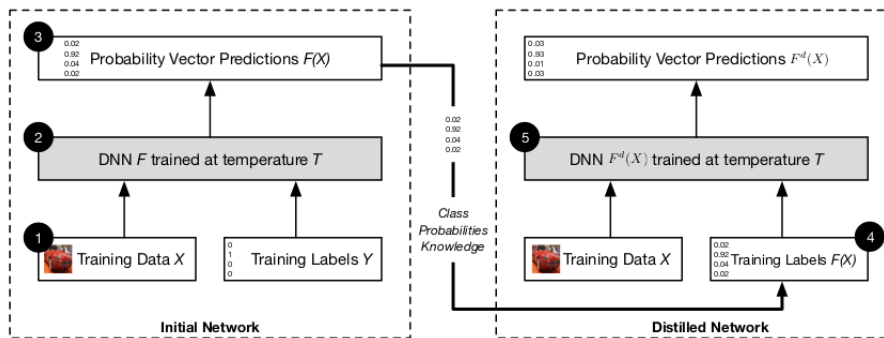 3
0.02
0.92
0.04
0.02
Probability Vector Predictions F(X)
2
DNN F trained at temperature T
1
Training Data X
0
1
0
0
Training Labels Y
Initial Network
0.02
0.92
0.04
0.02
Class
Probabilities
Knowledge
0.03
0.93
0.01
0.03
Probability Vector Predictions F^d(X)
5
DNN F^d(X) trained at temperature T
Training Data X
4
0.02
0.92
0.04
0.02
Training Labels F(X)
Distilled Network